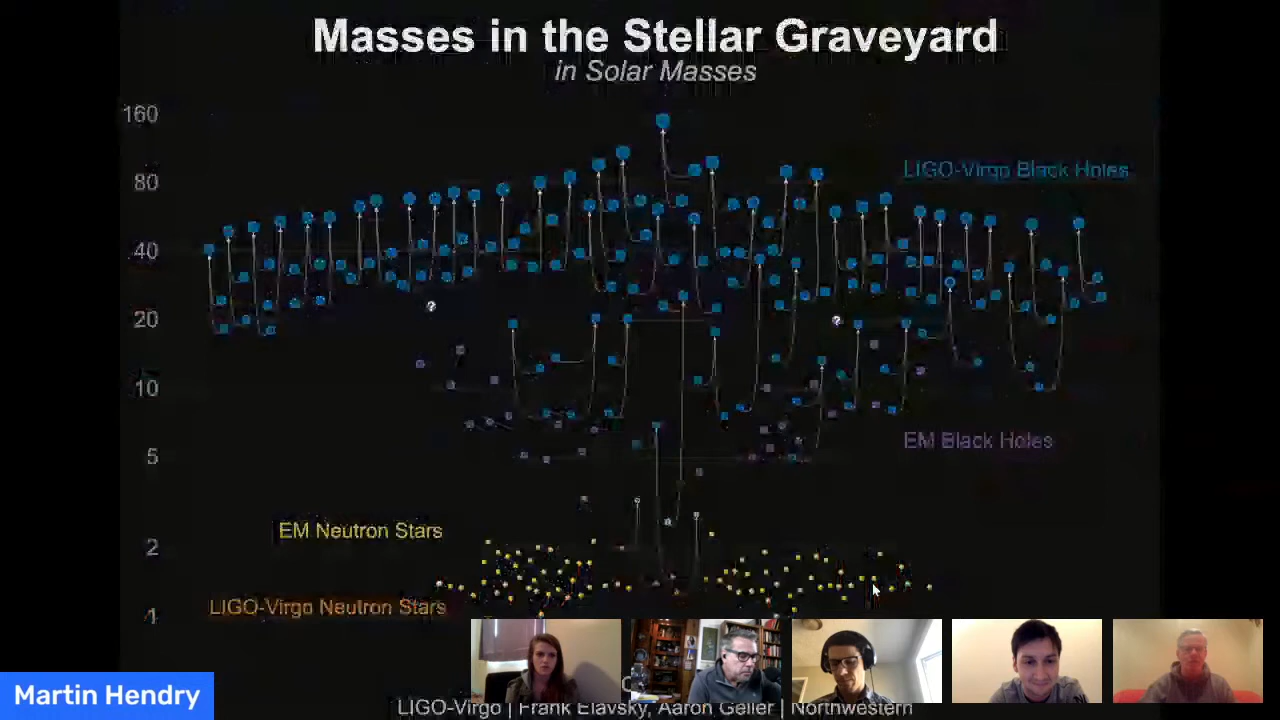 Masses in the Stellar Graveyard
in Solar Masses
160
80
40
20
10
5
2
1
LIGO-Virgo Black Holes
EM Black Holes
EM Neutron Stars
LIGO-Virgo Neutron Stars
?
?
Martin Hendry
LIGO-Virgo | Frank Elavsky, Aaron Geller | Northwestern